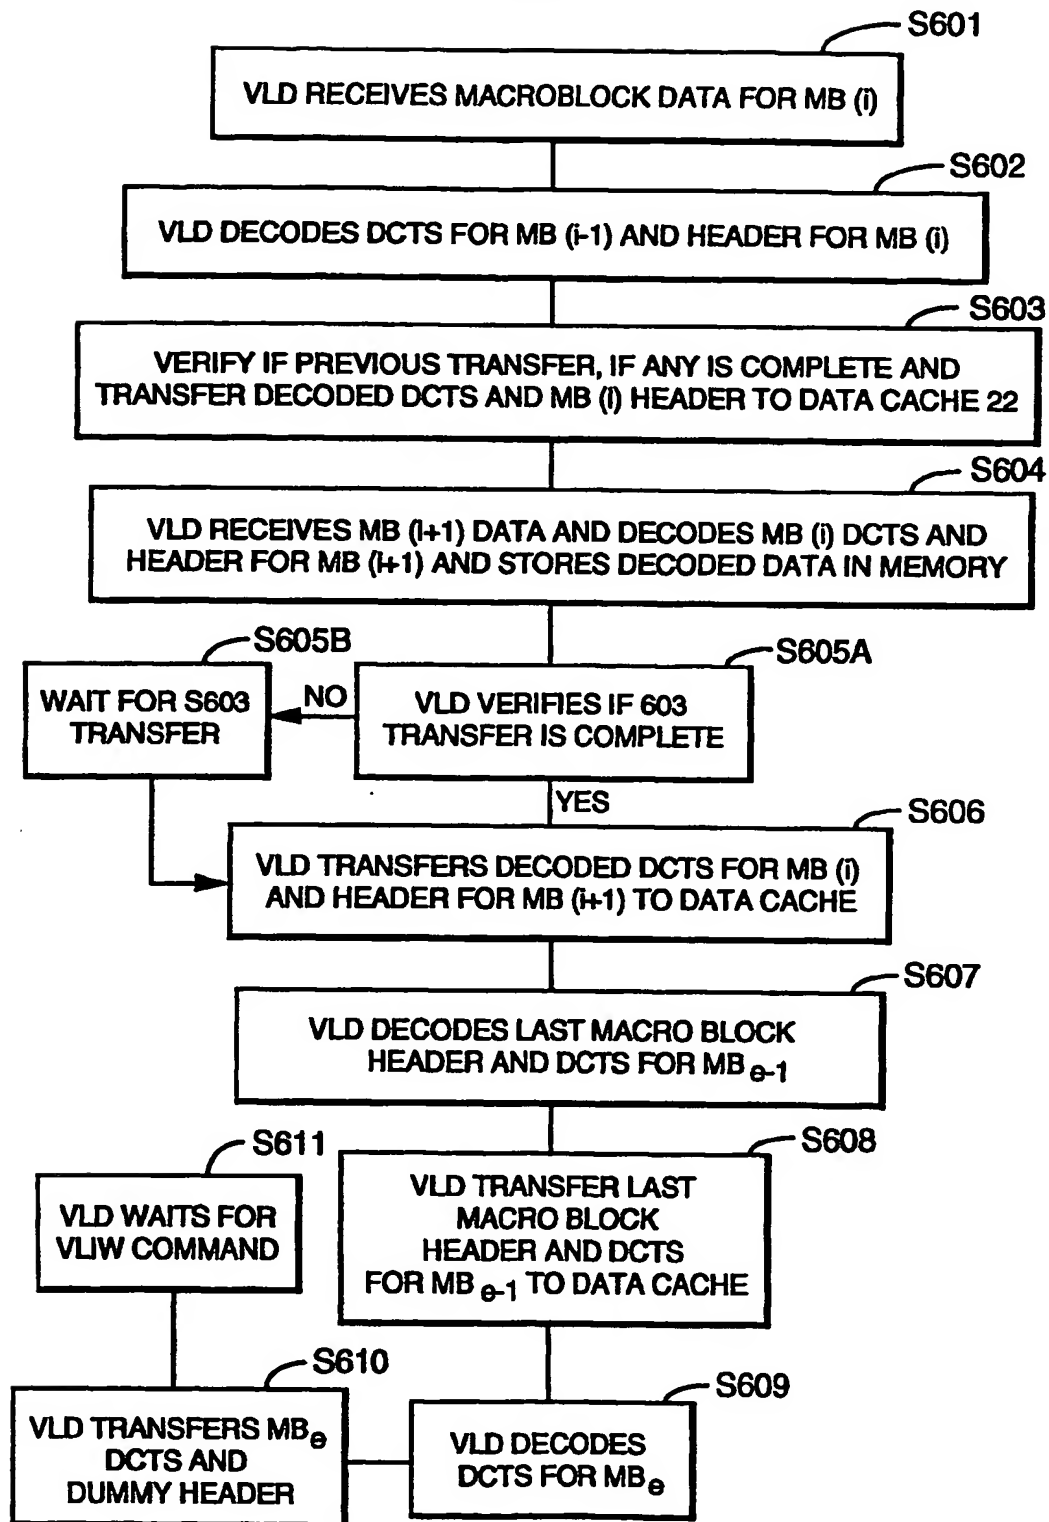 S601
VLD RECEIVES MACROBLOCK DATA FOR MB (i)
S602
VLD DECODES DCTS FOR MB (i-1) AND HEADER FOR MB (i)
S603
VERIFY IF PREVIOUS TRANSFER, IF ANY IS COMPLETE AND
TRANSFER DECODED DCTS AND MB (i) HEADER TO DATA CACHE 22
S604
VLD RECEIVES MB (i+1) DATA AND DECODES MB (i) DCTS AND
HEADER FOR MB (i+1) AND STORES DECODED DATA IN MEMORY
S605B
WAIT FOR S603
TRANSFER
NO
S605A
VLD VERIFIES IF 603
TRANSFER IS COMPLETE
YES
S606
VLD TRANSFERS DECODED DCTS FOR MB (i)
AND HEADER FOR MB (i+1) TO DATA CACHE
S607
VLD DECODES LAST MACRO BLOCK
HEADER AND DCTS FOR MB e-1
S608
VLD TRANSFER LAST
MACRO BLOCK
HEADER AND DCTS
FOR MB e-1 TO DATA CACHE
S611
VLD WAITS FOR
VLIW COMMAND
S610
VLD TRANSFERS MBe
DCTS AND
DUMMY HEADER
S609
VLD DECODES
DCTS FOR MBe